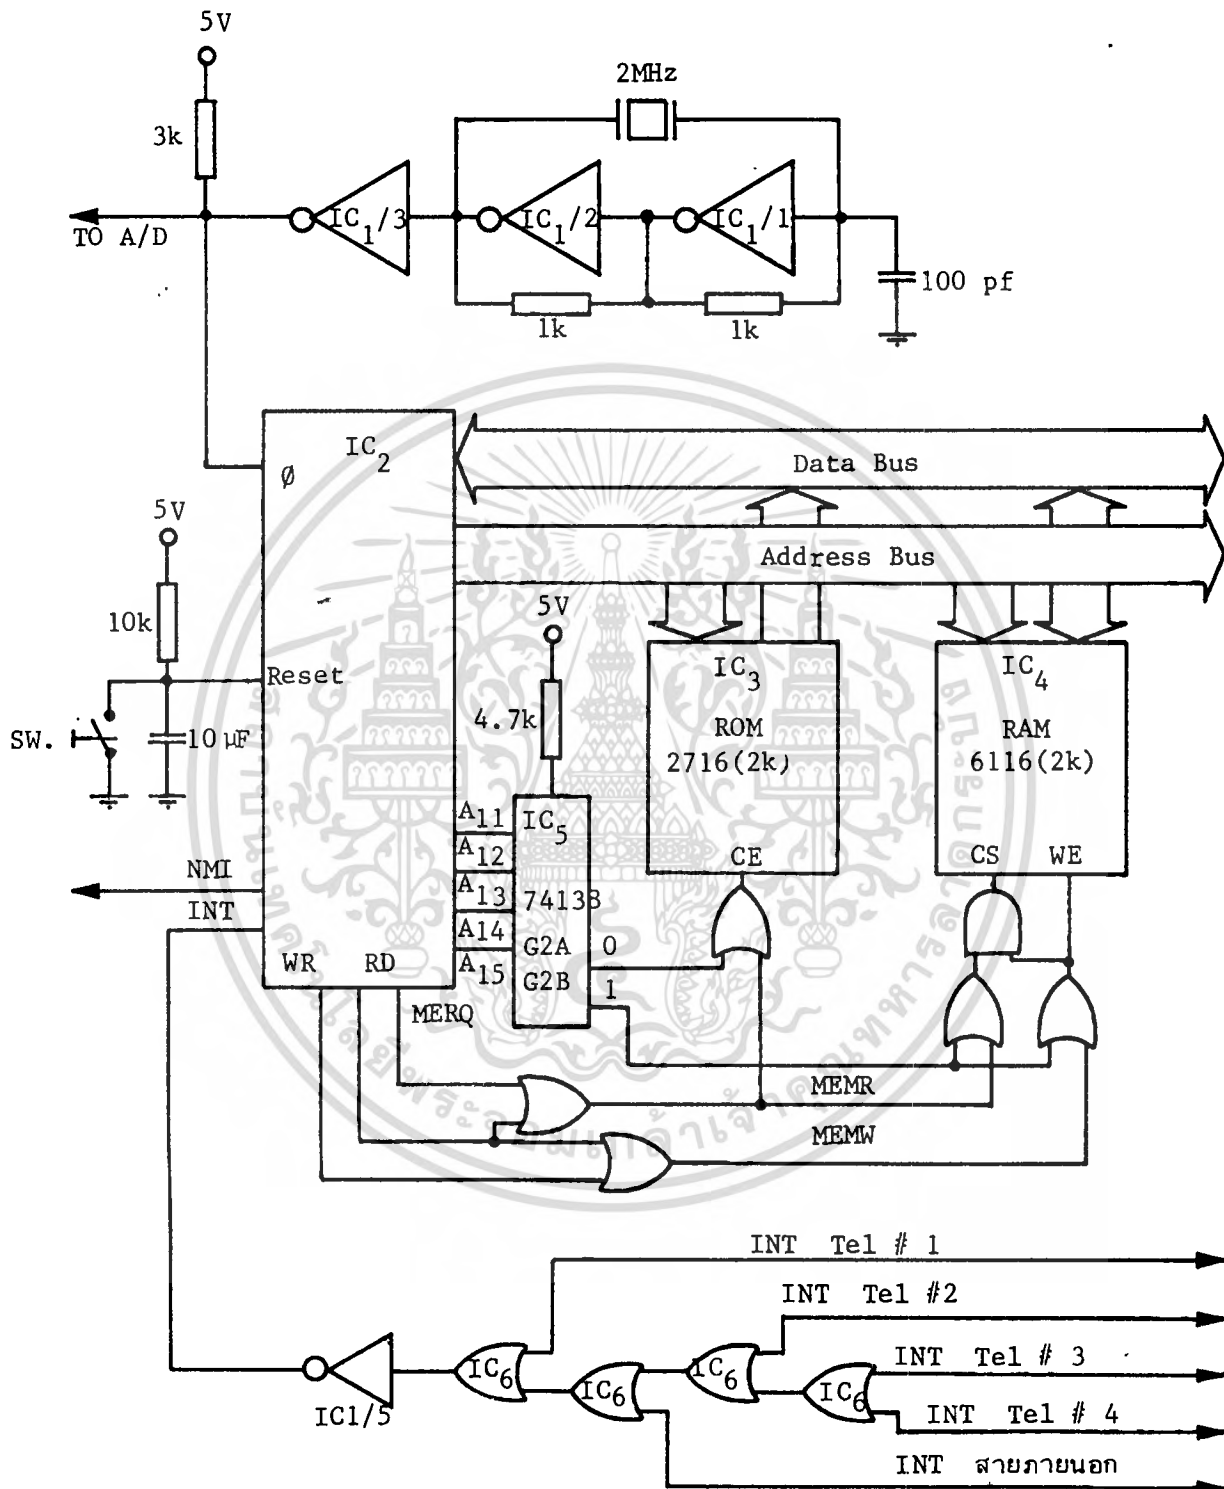 5V
2MHz
3k
IC1/3
IC1/2
IC1/1
TO A/D
100 pf
1k
1k
IC2
Ø
Data Bus
5V
Address Bus
10k
5V
Reset
IC3
IC4
4.7k
ROM
RAM
SW.
10 µF
2716(2k)
6116(2k)
A11
IC5
A12
CE
CS
WE
NMI
A13
74138
INT
A14
G2A
0
WR
RD
A15
G2B
1
MERQ
MEMR
MEMW
INT Tel # 1
INT Tel #2
INT Tel # 3
IC6
IC6
IC6
IC6
IC1/5
INT Tel # 4
INT สายภายนอก